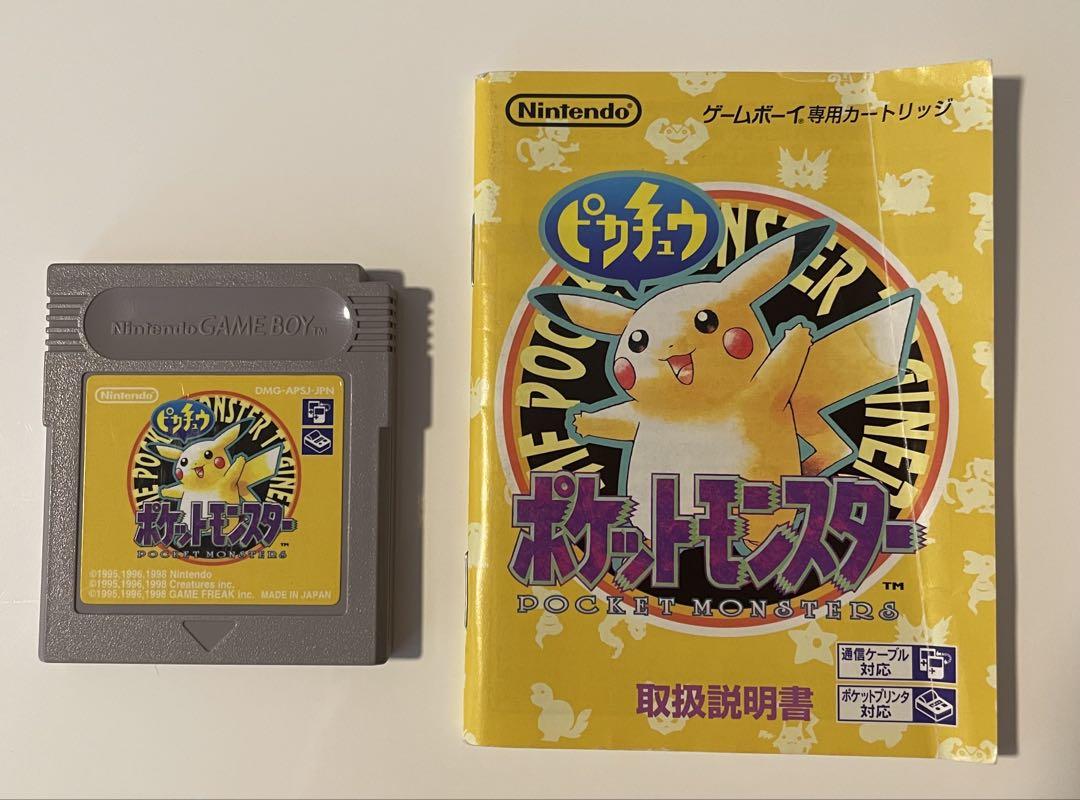 Nintendo GAME BOY TM
Nintendo
DMG-APSJ-JPN
ピカチュウ
ポケットモンスター
TM
POCKET MONSTERS
©1995,1996,1998 Nintendo
©1995,1996,1998 Creatures inc.
©1995,1996,1998 GAME FREAK inc. MADE IN JAPAN
Nintendo®
ゲームボーイ®専用カートリッジ
ピカチュウ
ポケットモンスター
TM
POCKET MONSTERS
通信ケーブル
対応
ポケットプリンタ
対応
取扱説明書